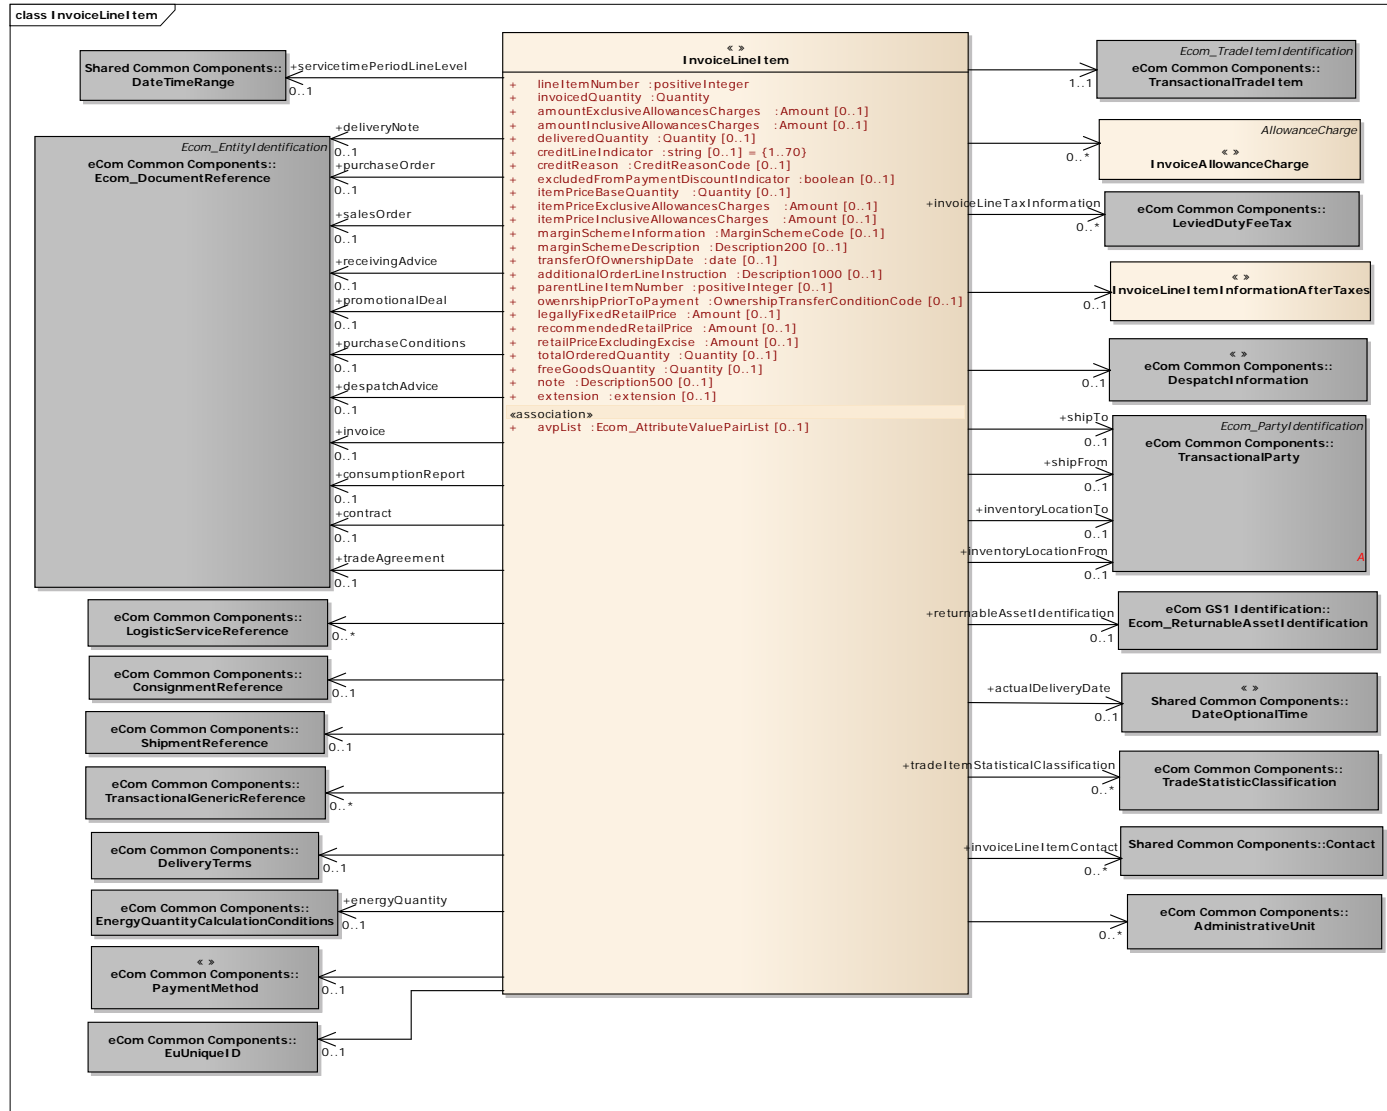 class InvoiceLineItem
Shared Common Components::
DateTimeRange
+servicetimePeriodLineLevel
0..1
Ecom_EntityIdentification
eCom Common Components::
Ecom_DocumentReference
+deliveryNote
0..1
+purchaseOrder
0..1
+salesOrder
0..1
+receivingAdvice
0..1
+promotionalDeal
0..1
+purchaseConditions
0..1
+despatchAdvice
0..1
+invoice
0..1
+consumptionReport
0..1
+contract
0..1
+tradeAgreement
0..1
eCom Common Components::
LogisticServiceReference
0..*
eCom Common Components::
ConsignmentReference
0..1
eCom Common Components::
ShipmentReference
0..1
eCom Common Components::
TransactionalGenericReference
0..*
eCom Common Components::
DeliveryTerms
0..1
eCom Common Components::
EnergyQuantityCalculationConditions
+energyQuantity
0..1
« »
eCom Common Components::
PaymentMethod
0..1
eCom Common Components::
EuUniqueID
0..1
« »
InvoiceLineItem
+ lineItemNumber :positiveInteger
+ invoicedQuantity :Quantity
+ amountExclusiveAllowancesCharges :Amount [0..1]
+ amountInclusiveAllowancesCharges :Amount [0..1]
+ deliveredQuantity :Quantity [0..1]
+ creditLineIndicator :string [0..1] = {1..70}
+ creditReason :CreditReasonCode [0..1]
+ excludedFromPaymentDiscountIndicator :boolean [0..1]
+ itemPriceBaseQuantity :Quantity [0..1]
+ itemPriceExclusiveAllowancesCharges :Amount [0..1]
+ itemPriceInclusiveAllowancesCharges :Amount [0..1]
+ marginSchemeInformation :MarginSchemeCode [0..1]
+ marginSchemeDescription :Description200 [0..1]
+ transferOfOwnershipDate :date [0..1]
+ additionalOrderLineInstruction :Description1000 [0..1]
+ parentLineItemNumber :positiveInteger [0..1]
+ owenrshipPriorToPayment :OwnershipTransferConditionCode [0..1]
+ legallyFixedRetailPrice :Amount [0..1]
+ recommendedRetailPrice :Amount [0..1]
+ retailPriceExcludingExcise :Amount [0..1]
+ totalOrderedQuantity :Quantity [0..1]
+ freeGoodsQuantity :Quantity [0..1]
+ note :Description500 [0..1]
+ extension :extension [0..1]
«association»
+ avpList :Ecom_AttributeValuePairList [0..1]
Ecom_TradeItemIdentification
eCom Common Components::
TransactionalTradeItem
1..1
AllowanceCharge
« »
InvoiceAllowanceCharge
0..*
+invoiceLineTaxInformation
0..*
eCom Common Components::
LeviedDutyFeeTax
« »
InvoiceLineItemInformationAfterTaxes
0..1
« »
eCom Common Components::
DespatchInformation
0..1
Ecom_PartyIdentification
eCom Common Components::
TransactionalParty
A
+shipTo
0..1
+shipFrom
0..1
+inventoryLocationTo
0..1
+inventoryLocationFrom
0..1
+returnableAssetIdentification
0..1
eCom GS1 Identification::
Ecom_ReturnableAssetIdentification
+actualDeliveryDate
0..1
« »
Shared Common Components::
DateOptionalTime
+tradeItemStatisticalClassification
0..*
eCom Common Components::
TradeStatisticClassification
+invoiceLineItemContact
0..*
Shared Common Components::Contact
0..*
eCom Common Components::
AdministrativeUnit